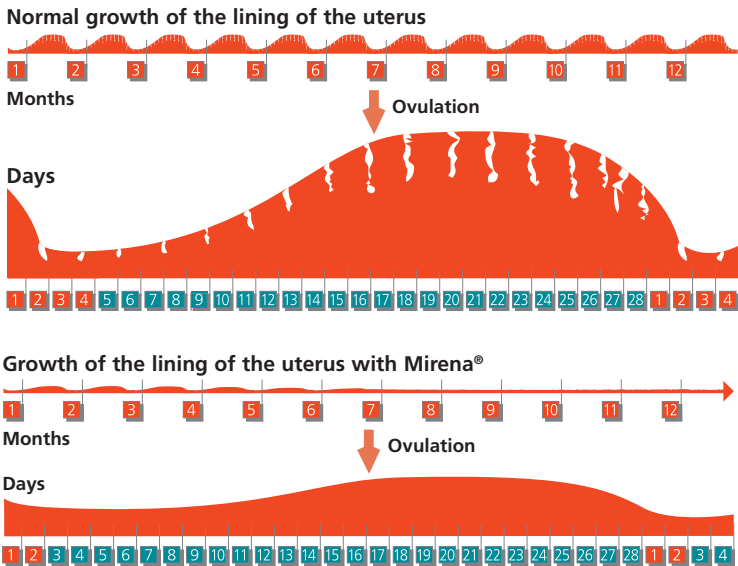 Normal growth of the lining of the uterus
1 2 3 4 5 6 7 8 9 10 11 12
Months
Ovulation
Days
1 2 3 4 5 6 7 8 9 10 11 12 13 14 15 16 17 18 19 20 21 22 23 24 25 26 27 28 1 2 3 4
Growth of the lining of the uterus with Mirena®
1 2 3 4 5 6 7 8 9 10 11 12
Months
Ovulation
Days
1 2 3 4 5 6 7 8 9 10 11 12 13 14 15 16 17 18 19 20 21 22 23 24 25 26 27 28 1 2 3 4